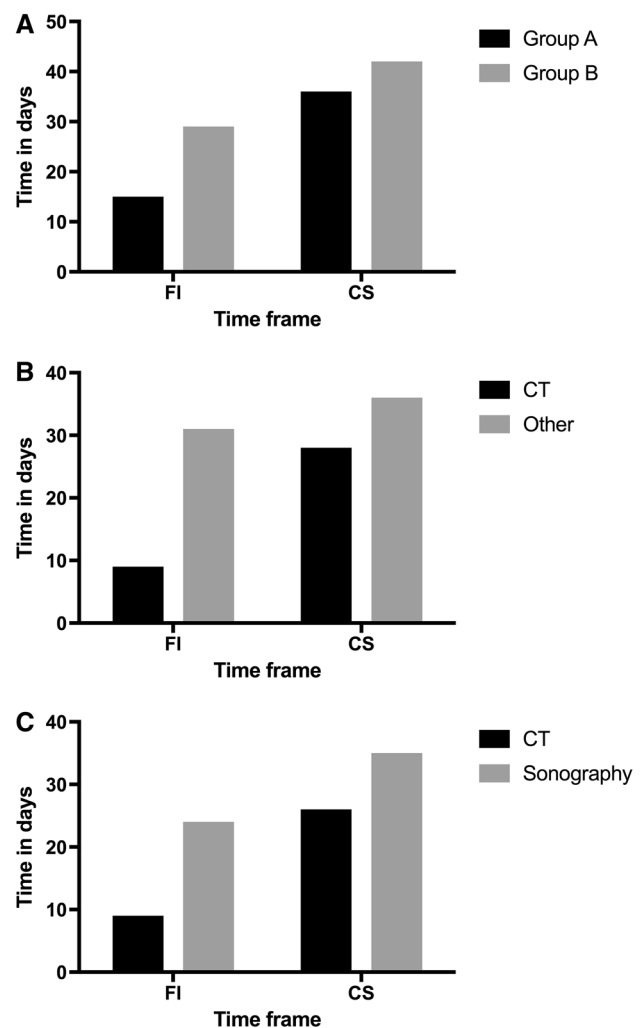 A
Time in days
50
40
30
20
10
0
FI
CS
Time frame
Group A
Group B
B
Time in days
40
30
20
10
0
FI
CS
Time frame
CT
Other
C
Time in days
40
30
20
10
0
FI
CS
Time frame
CT
Sonography